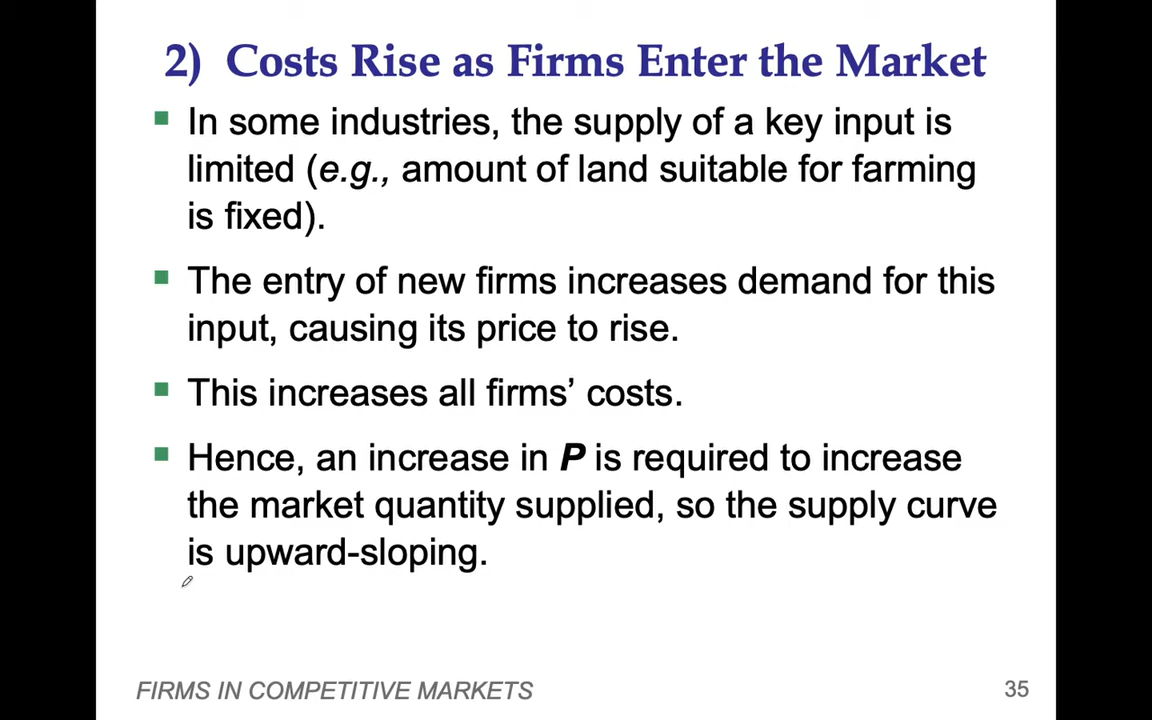 2) Costs Rise as Firms Enter the Market
In some industries, the supply of a key input is
limited (e.g., amount of land suitable for farming
is fixed).
The entry of new firms increases demand for this
input, causing its price to rise.
This increases all firms’ costs.
Hence, an increase in P is required to increase
the market quantity supplied, so the supply curve
is upward-sloping.
FIRMS IN COMPETITIVE MARKETS
35